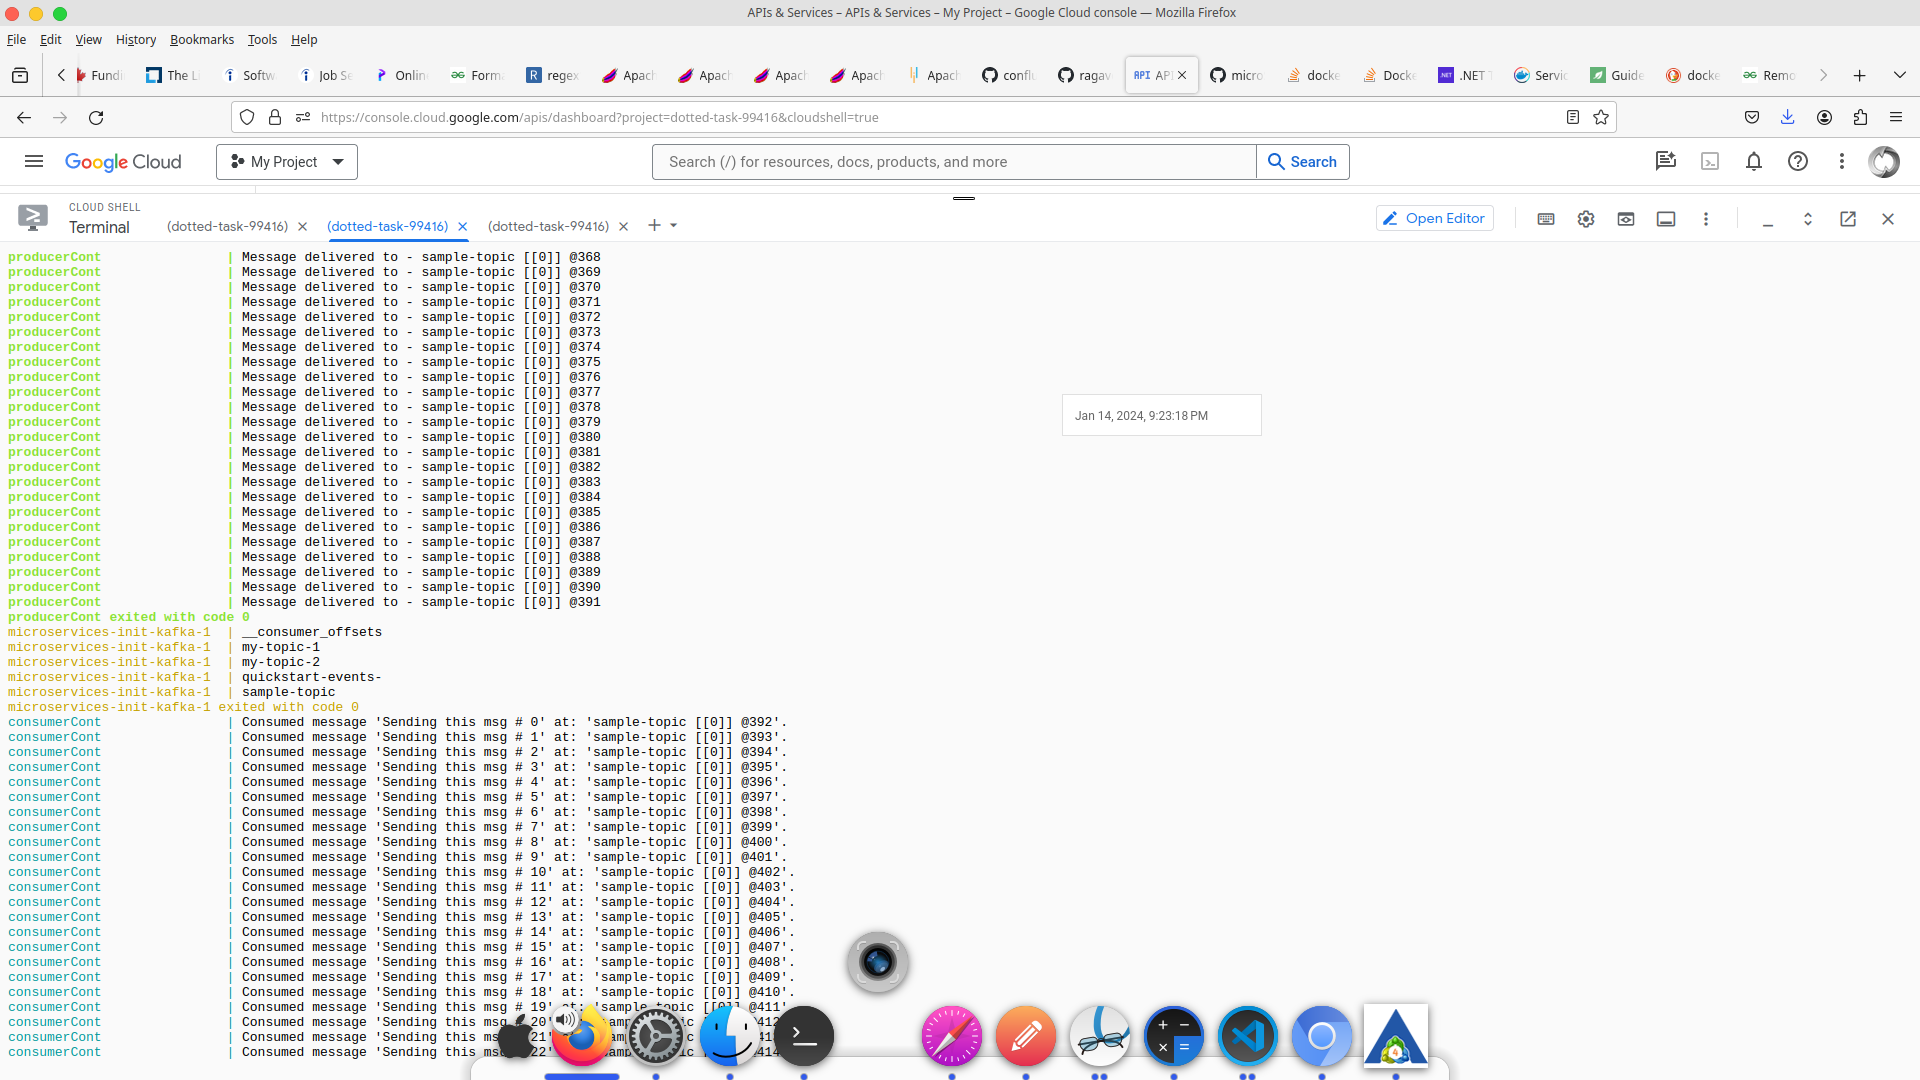 APIs & Services – APIs & Services – My Project – Google Cloud console — Mozilla Firefox
File Edit View History Bookmarks Tools Help
Fundi The Li Softw Job Se Onlin Form regex Apach Apach Apach Apach Apach conflu ragav API API micro docke Docke .NET Servic Guide docke Remo
https://console.cloud.google.com/apis/dashboard?project=dotted-task-99416&cloudshell=true
Google Cloud My Project Search (/) for resources, docs, products, and more Search
CLOUD SHELL
Terminal (dotted-task-99416) (dotted-task-99416) (dotted-task-99416) Open Editor
producerCont | Message delivered to - sample-topic [[0]] @368
producerCont | Message delivered to - sample-topic [[0]] @369
producerCont | Message delivered to - sample-topic [[0]] @370
producerCont | Message delivered to - sample-topic [[0]] @371
producerCont | Message delivered to - sample-topic [[0]] @372
producerCont | Message delivered to - sample-topic [[0]] @373
producerCont | Message delivered to - sample-topic [[0]] @374
producerCont | Message delivered to - sample-topic [[0]] @375
producerCont | Message delivered to - sample-topic [[0]] @376
producerCont | Message delivered to - sample-topic [[0]] @377
producerCont | Message delivered to - sample-topic [[0]] @378
producerCont | Message delivered to - sample-topic [[0]] @379
producerCont | Message delivered to - sample-topic [[0]] @380
producerCont | Message delivered to - sample-topic [[0]] @381
producerCont | Message delivered to - sample-topic [[0]] @382
producerCont | Message delivered to - sample-topic [[0]] @383
producerCont | Message delivered to - sample-topic [[0]] @384
producerCont | Message delivered to - sample-topic [[0]] @385
producerCont | Message delivered to - sample-topic [[0]] @386
producerCont | Message delivered to - sample-topic [[0]] @387
producerCont | Message delivered to - sample-topic [[0]] @388
producerCont | Message delivered to - sample-topic [[0]] @389
producerCont | Message delivered to - sample-topic [[0]] @390
producerCont | Message delivered to - sample-topic [[0]] @391
producerCont exited with code 0
microservices-init-kafka-1 | __consumer_offsets
microservices-init-kafka-1 | my-topic-1
microservices-init-kafka-1 | my-topic-2
microservices-init-kafka-1 | quickstart-events-
microservices-init-kafka-1 | sample-topic
microservices-init-kafka-1 exited with code 0
consumerCont | Consumed message 'Sending this msg # 0' at: 'sample-topic [[0]] @392'.
consumerCont | Consumed message 'Sending this msg # 1' at: 'sample-topic [[0]] @393'.
consumerCont | Consumed message 'Sending this msg # 2' at: 'sample-topic [[0]] @394'.
consumerCont | Consumed message 'Sending this msg # 3' at: 'sample-topic [[0]] @395'.
consumerCont | Consumed message 'Sending this msg # 4' at: 'sample-topic [[0]] @396'.
consumerCont | Consumed message 'Sending this msg # 5' at: 'sample-topic [[0]] @397'.
consumerCont | Consumed message 'Sending this msg # 6' at: 'sample-topic [[0]] @398'.
consumerCont | Consumed message 'Sending this msg # 7' at: 'sample-topic [[0]] @399'.
consumerCont | Consumed message 'Sending this msg # 8' at: 'sample-topic [[0]] @400'.
consumerCont | Consumed message 'Sending this msg # 9' at: 'sample-topic [[0]] @401'.
consumerCont | Consumed message 'Sending this msg # 10' at: 'sample-topic [[0]] @402'.
consumerCont | Consumed message 'Sending this msg # 11' at: 'sample-topic [[0]] @403'.
consumerCont | Consumed message 'Sending this msg # 12' at: 'sample-topic [[0]] @404'.
consumerCont | Consumed message 'Sending this msg # 13' at: 'sample-topic [[0]] @405'.
consumerCont | Consumed message 'Sending this msg # 14' at: 'sample-topic [[0]] @406'.
consumerCont | Consumed message 'Sending this msg # 15' at: 'sample-topic [[0]] @407'.
consumerCont | Consumed message 'Sending this msg # 16' at: 'sample-topic [[0]] @408'.
consumerCont | Consumed message 'Sending this msg # 17' at: 'sample-topic [[0]] @409'.
consumerCont | Consumed message 'Sending this msg # 18' at: 'sample-topic [[0]] @410'.
consumerCont | Consumed message 'Sending this msg # 19' at: 'sample-topic [[0]] @411'
consumerCont | Consumed message 'Sending this
consumerCont | Consumed message 'Sending this
consumerCont | Consumed message 'Sending this
Jan 14, 2024, 9:23:18 PM